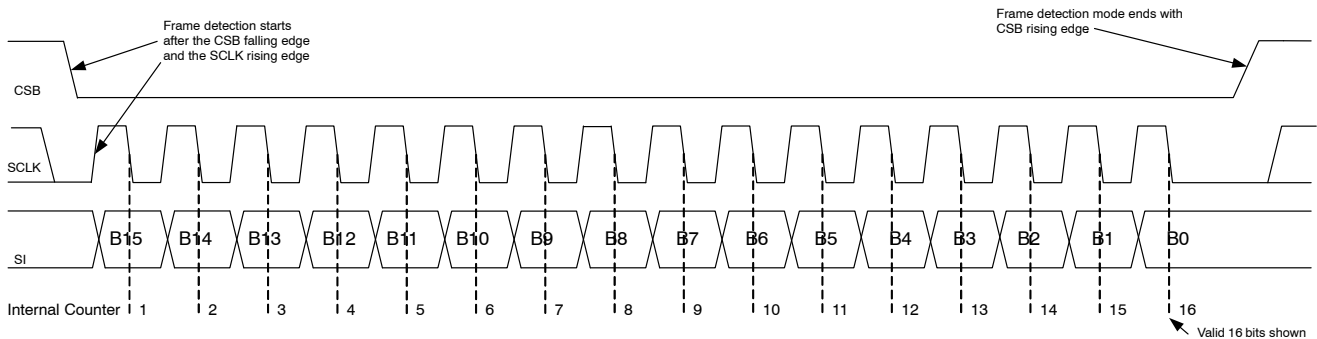 Frame detection starts
after the CSB falling edge
and the SCLK rising edge
Frame detection mode ends with
CSB rising edge
CSB
SCLK
SI
B15 B14 B13 B12 B11 B10 B9 B8 B7 B6 B5 B4 B3 B2 B1 B0
Internal Counter 1 2 3 4 5 6 7 8 9 10 11 12 13 14 15 16
Valid 16 bits shown